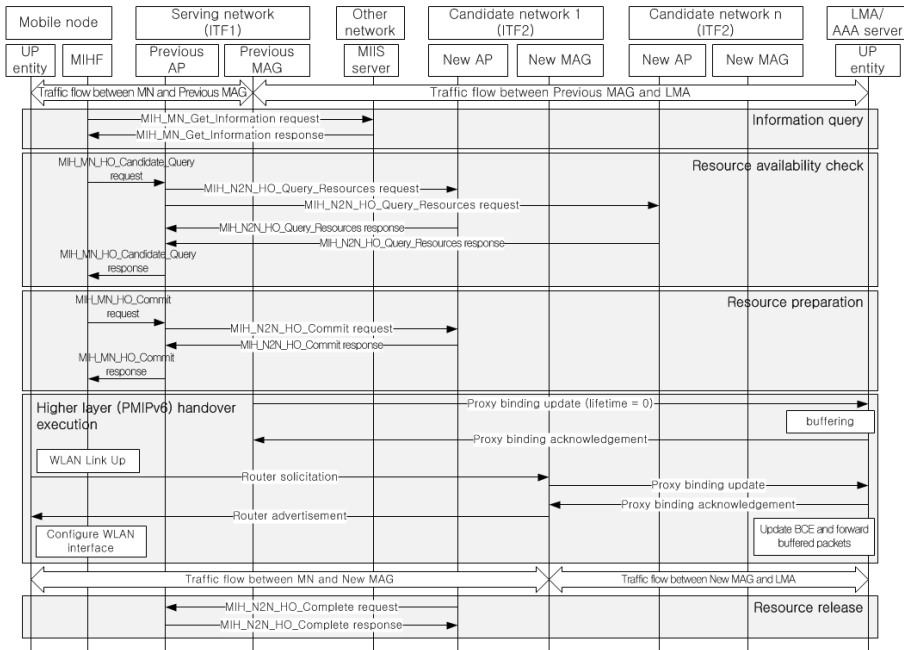 Mobile node
Serving network
(ITF1)
Other
network
Candidate network 1
(ITF2)
Candidate network n
(ITF2)
LMA/
AAA server
UP
entity
MIHF
Previous
AP
Previous
MAG
MIIS
server
New AP
New MAG
New AP
New MAG
UP
entity
Traffic flow between MN and Previous MAG
Traffic flow between Previous MAG and LMA
MIH_MN_Get_Information request
Information query
MIH_MN_Get_Information response
MIH_MN_HO_Candidate_Query
request
Resource availability check
MIH_N2N_HO_Query_Resources request
MIH_N2N_HO_Query_Resources request
MIH_N2N_HO_Query_Resources response
MIH_N2N_HO_Query_Resources response
MIH_MN_HO_Candidate_Query
response
MIH_MN_HO_Commit
request
Resource preparation
MIH_N2N_HO_Commit request
MIH_N2N_HO_Commit response
MIH_MN_HO_Commit
response
Higher layer (PMIPv6) handover
execution
Proxy binding update (lifetime = 0)
buffering
Proxy binding acknowledgement
WLAN Link Up
Router solicitation
Proxy binding update
Proxy binding acknowledgement
Router advertisement
Configure WLAN
interface
Update BCE and forward
buffered packets
Traffic flow between MN and New MAG
Traffic flow between New MAG and LMA
MIH_N2N_HO_Complete request
Resource release
MIH_N2N_HO_Complete response